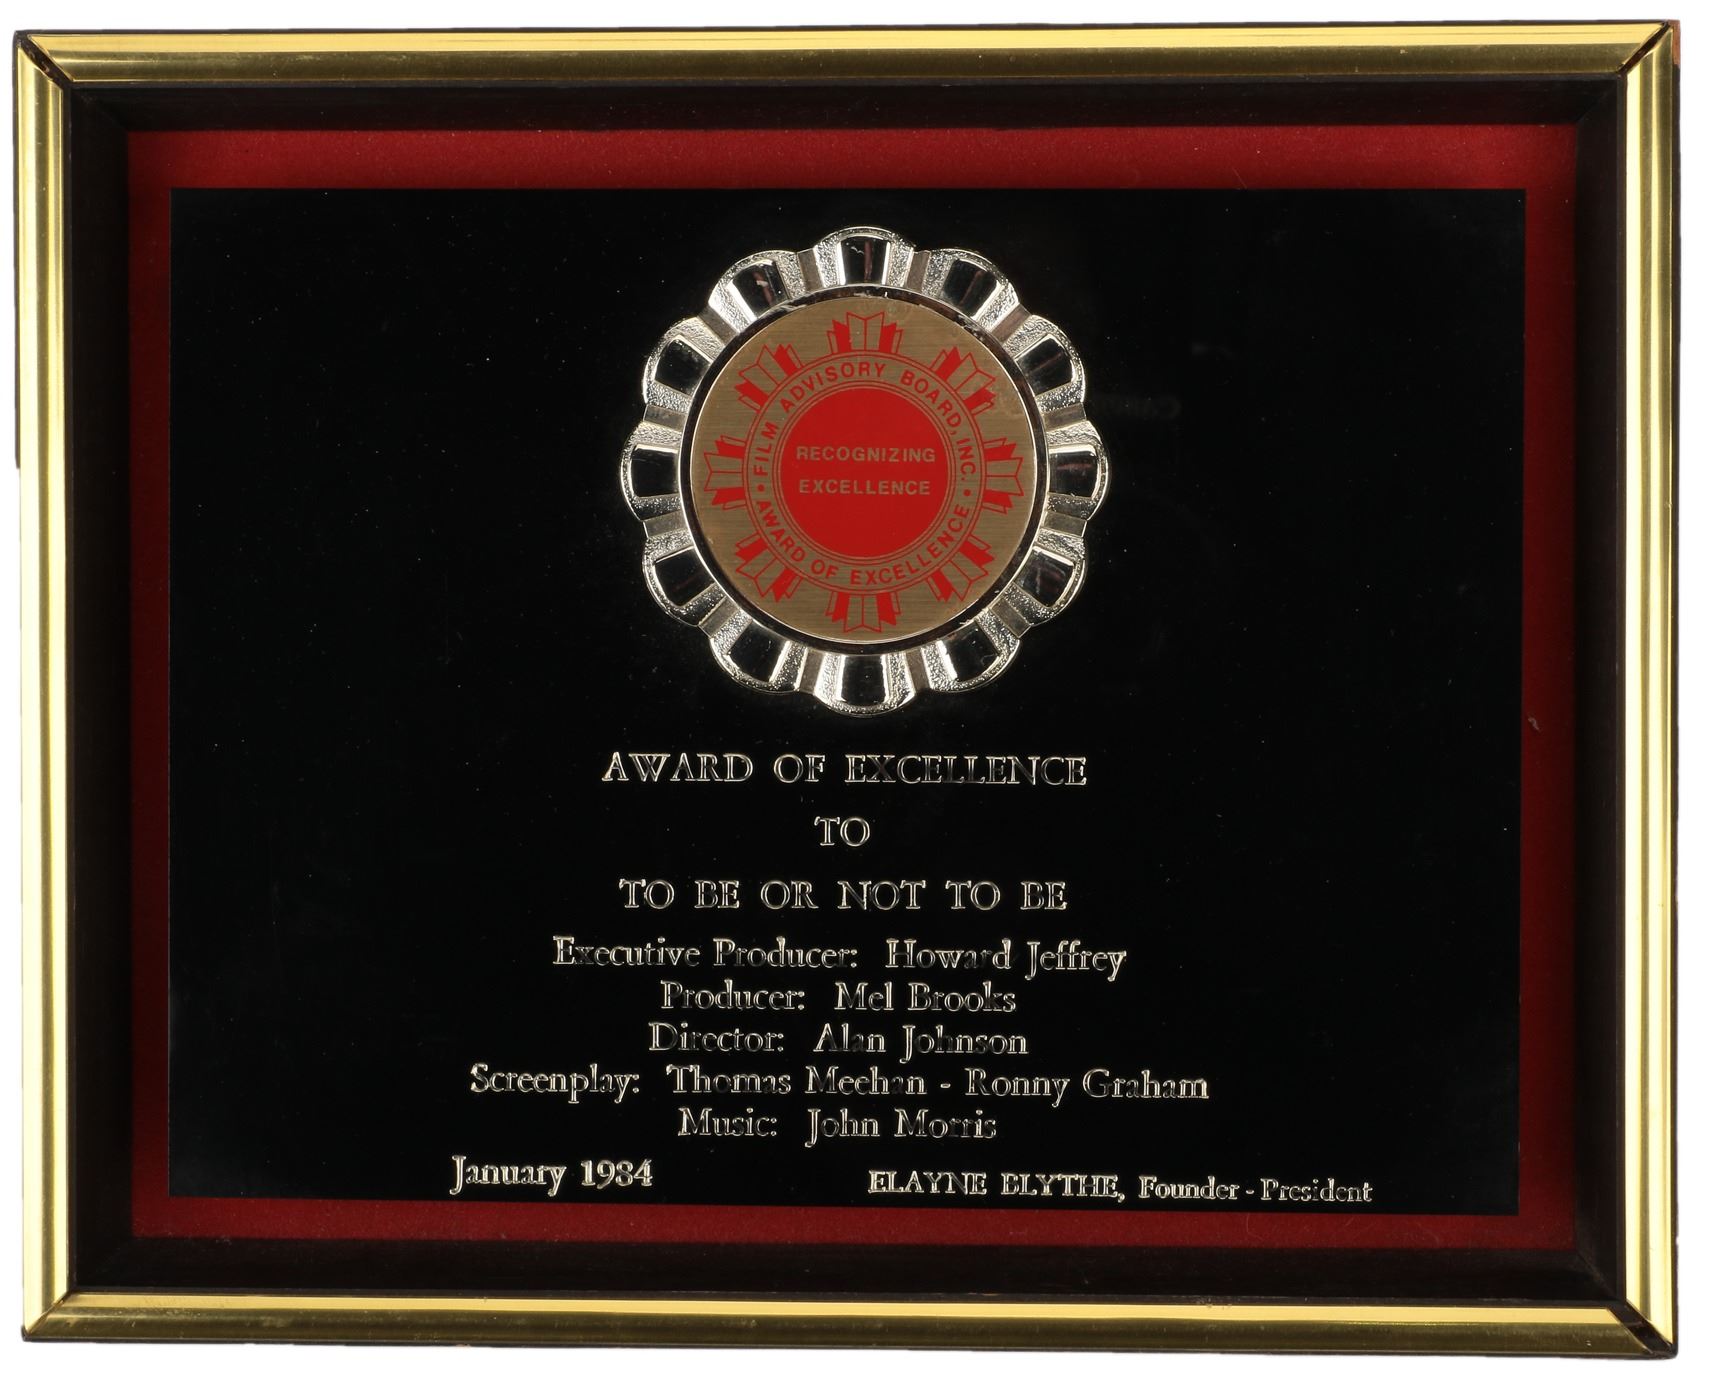 FILM ADVISORY BOARD, INC.
RECOGNIZING
EXCELLENCE
AWARD OF EXCELLENCE
AWARD OF EXCELLENCE
TO
TO BE OR NOT TO BE
Executive Producer: Howard Jeffrey
Producer: Mel Brooks
Director: Alan Johnson
Screenplay: Thomas Meehan - Ronny Graham
Music: John Morris
January 1984
ELAYNE BLYTHE, Founder - President